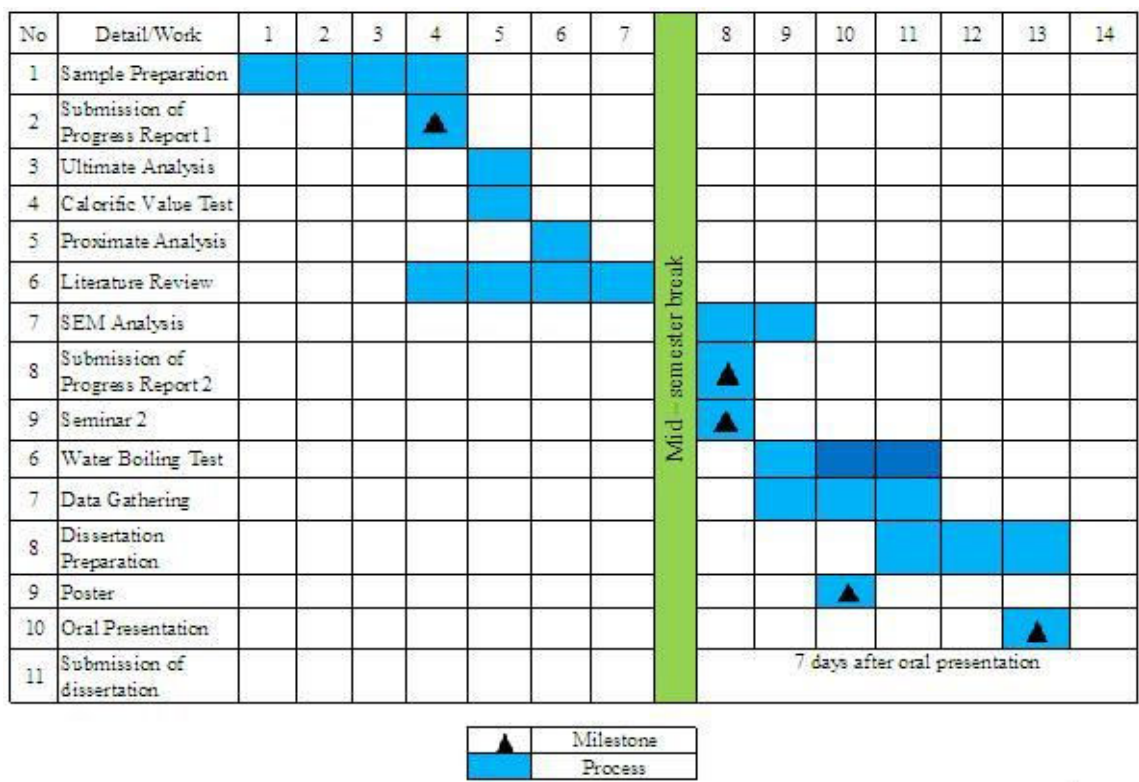 No Detail/Work 1 2 3 4 5 6 7 8 9 10 11 12 13 14
1 Sample Preparation
2 Submission of
Progress Report 1
3 Ultimate Analysis
4 Calorific Value Test
5 Proximate Analysis
6 Literature Review
7 SEM Analysis
8 Submission of
Progress Report 2
9 Seminar 2
6 Water Boiling Test
7 Data Gathering
8 Dissertation
Preparation
9 Poster
10 Oral Presentation
11 Submission of
dissertation
7 days after oral presentation
Mid – semester break
Milestone
Process